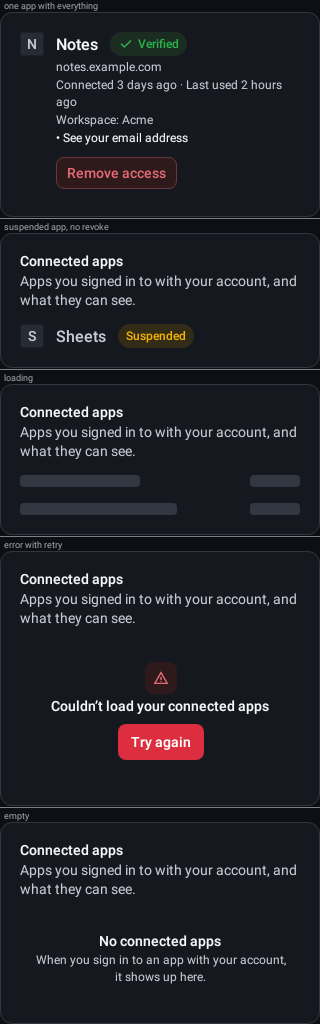 one app with everything
N Notes Verified
notes.example.com
Connected 3 days ago · Last used 2 hours
ago
Workspace: Acme
• See your email address
Remove access
suspended app, no revoke
Connected apps
Apps you signed in to with your account, and
what they can see.
S Sheets Suspended
loading
Connected apps
Apps you signed in to with your account, and
what they can see.
error with retry
Connected apps
Apps you signed in to with your account, and
what they can see.
Couldn’t load your connected apps
Try again
empty
Connected apps
Apps you signed in to with your account, and
what they can see.
No connected apps
When you sign in to an app with your account,
it shows up here.